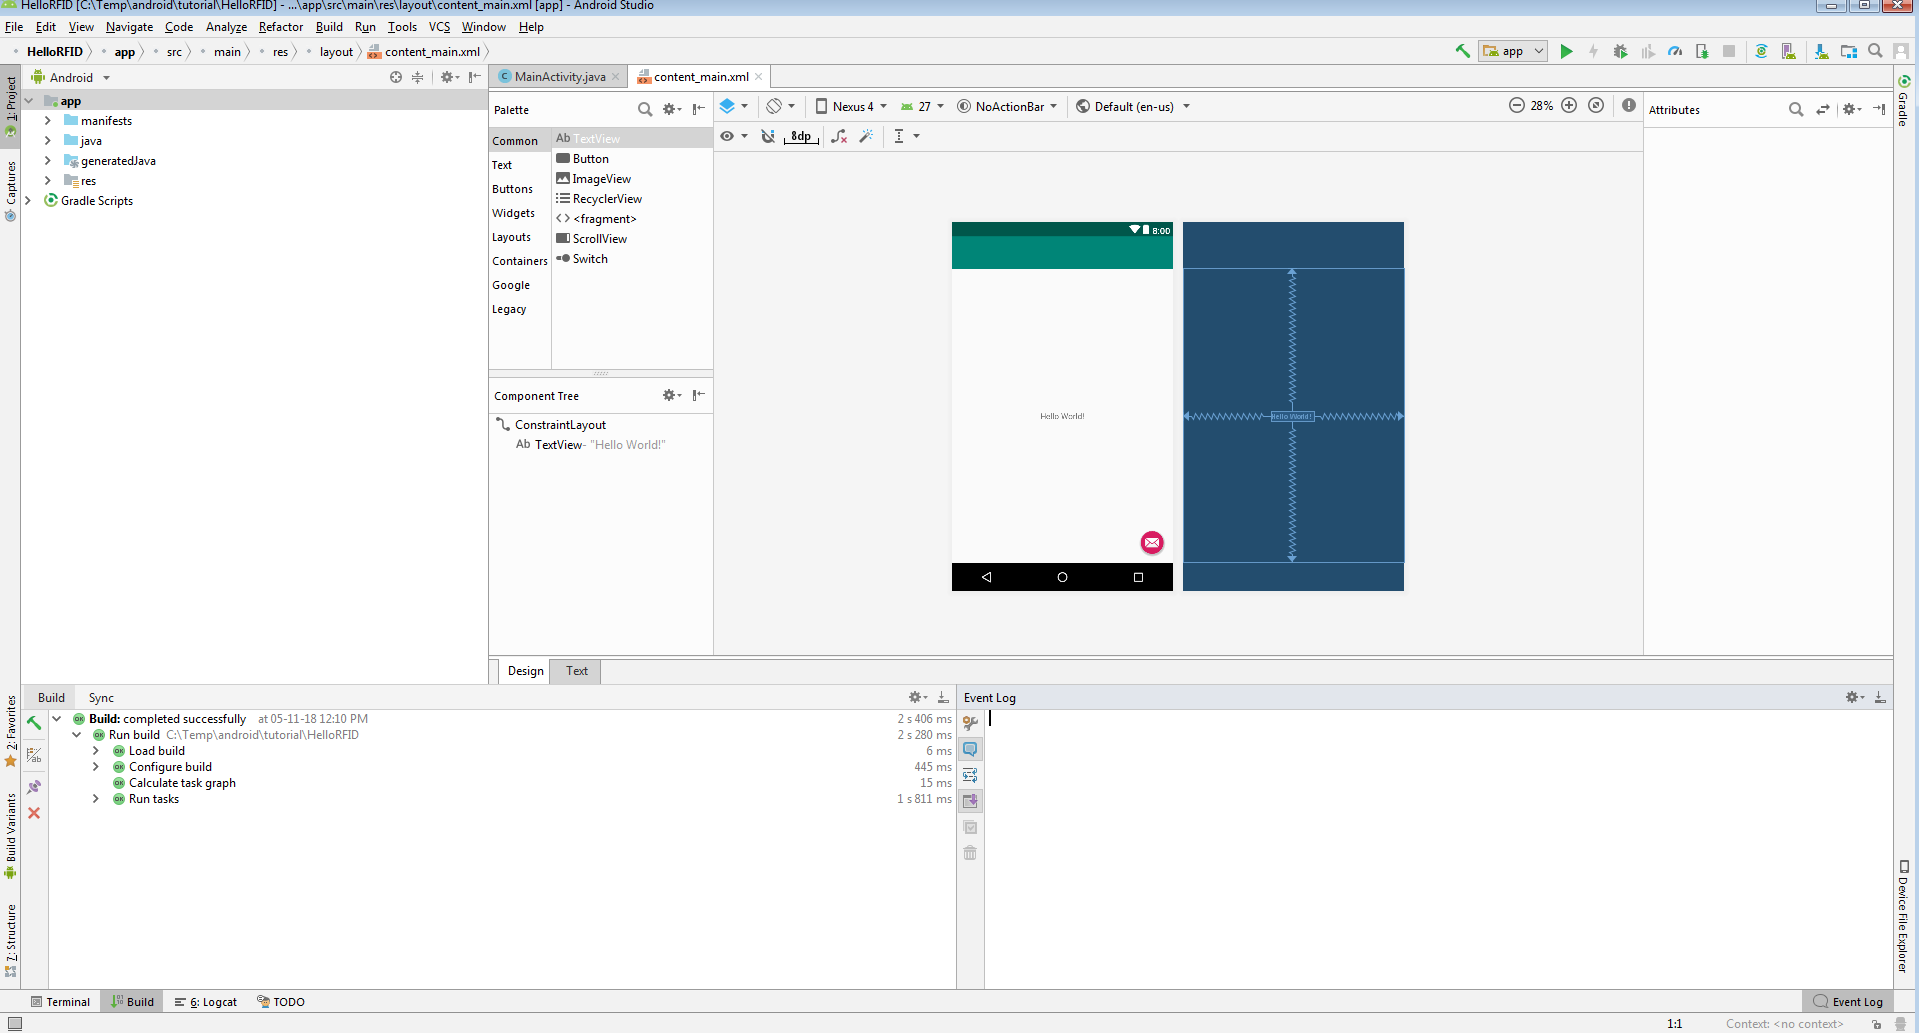 HelloRFID [C:\Temp\android\tutorial\HelloRFID] - ...\app\src\main\res\layout\content_main.xml [app] - Android Studio
File Edit View Navigate Code Analyze Refactor Build Run Tools VCS Window Help
HelloRFID app src main res layout content_main.xml
app
1: Project
Captures
2: Favorites
Build Variants
7: Structure
Android
app
manifests
java
generatedJava
res
Gradle Scripts
MainActivity.java content_main.xml
Palette
Common
Text
Buttons
Widgets
Layouts
Containers
Google
Legacy
Ab TextView
Button
ImageView
RecyclerView
<fragment>
ScrollView
Switch
Component Tree
ConstraintLayout
Ab TextView- "Hello World!"
Nexus 4 27 NoActionBar Default (en-us) 28%
8dp
8:00
Hello World!
Hello World!
Attributes
Gradle
Device File Explorer
Design Text
Build Sync
Build: completed successfully at 05-11-18 12:10 PM 2 s 406 ms
Run build C:\Temp\android\tutorial\HelloRFID 2 s 280 ms
Load build 6 ms
Configure build 445 ms
Calculate task graph 15 ms
Run tasks 1 s 811 ms
Event Log
Terminal Build 6: Logcat TODO Event Log
1:1 Context: <no context>